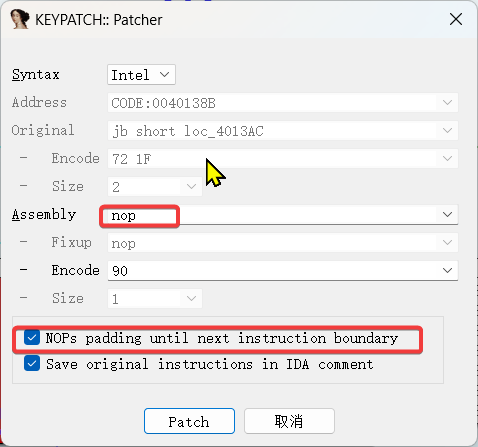 KEYPATCH:: Patcher
Syntax Intel
Address CODE:0040138B
Original jb short loc_4013AC
- Encode 72 1F
- Size 2
Assembly nop
- Fixup nop
- Encode 90
- Size 1
NOPs padding until next instruction boundary
Save original instructions in IDA comment
Patch 取消